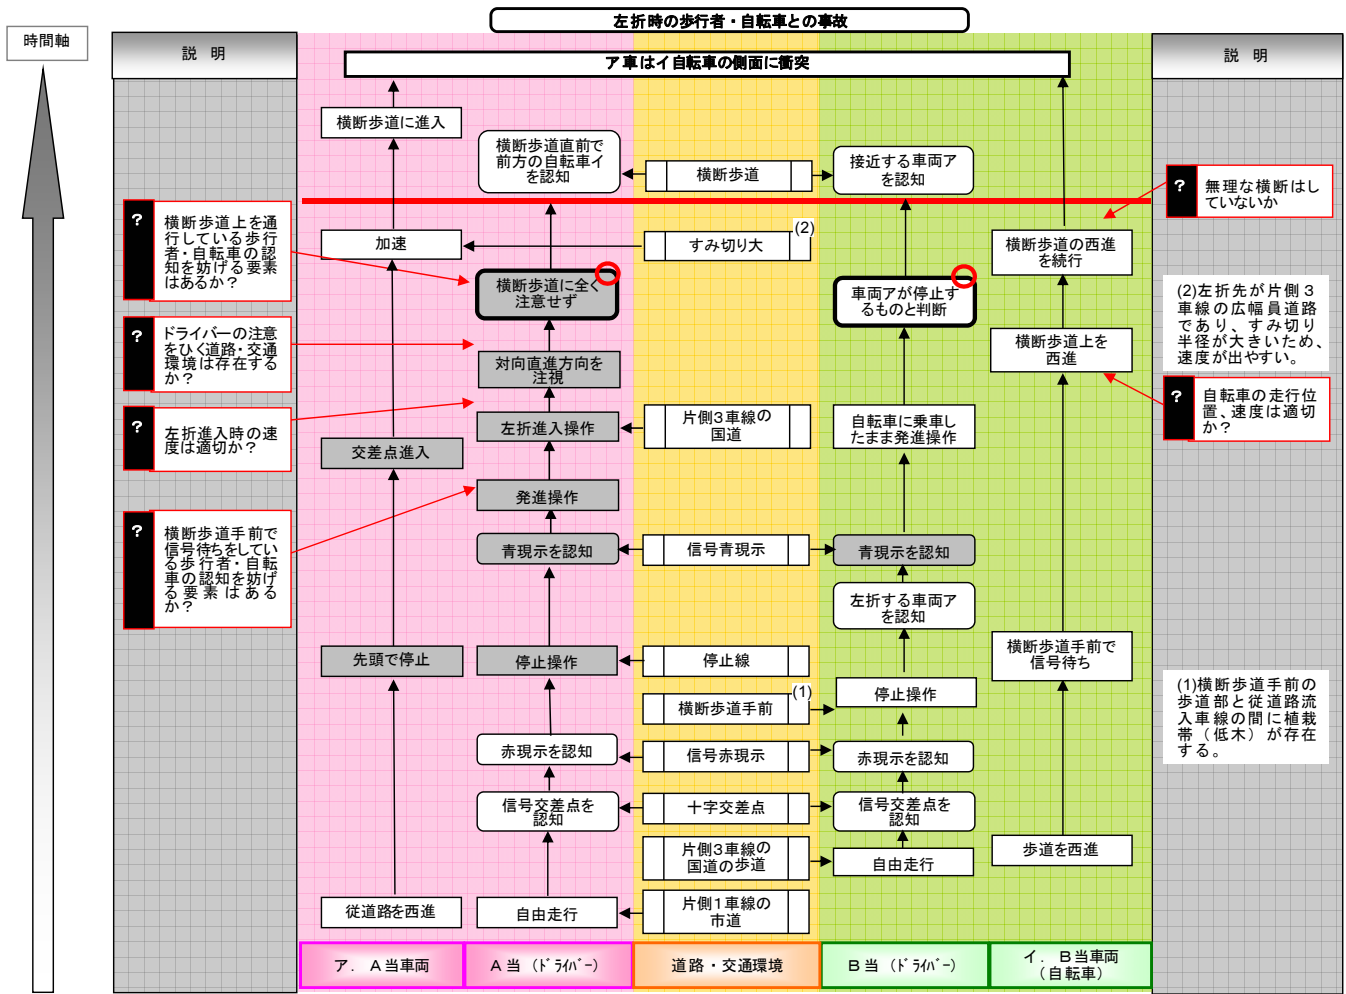 左折時の歩行者・自転車との事故
時間軸
説 明
ア車はイ自転車の側面に衝突
説 明
横断歩道に進入
横断歩道直前で
前方の自転車イ
を認知
横断歩道
接近する車両ア
を認知
?
無理な横断はし
ていないか
?
横断歩道上を通
行している歩行
者・自転車の認
知を妨げる要素
はあるか?
加速
すみ切り大
(2)
横断歩道の西進
を続行
横断歩道に全く
注意せず
車両アが停止す
るものと判断
(2)左折先が片側3
車線の広幅員道路
であり、すみ切り
半径が大きいため、
速度が出やすい。
?
ドライバーの注意
をひく道路・交通
環境は存在する
か?
対向直進方向を
注視
横断歩道上を
西進
?
自転車の走行位
置、速度は適切
か?
?
左折進入時の速
度は適切か?
交差点進入
左折進入操作
片側3車線の
国道
自転車に乗車し
たまま発進操作
発進操作
?
横断歩道手前で
信号待ちをしてい
る歩行者・自転
車の認知を妨げ
る要素はある
か?
青現示を認知
信号青現示
青現示を認知
左折する車両ア
を認知
先頭で停止
停止操作
停止線
横断歩道手前で
信号待ち
横断歩道手前
(1)
停止操作
(1)横断歩道手前の
歩道部と従道路流
入車線の間に植栽
帯(低木)が存在
する。
赤現示を認知
信号赤現示
赤現示を認知
信号交差点を
認知
十字交差点
信号交差点を
認知
片側3車線の
国道の歩道
自由走行
歩道を西進
従道路を西進
自由走行
片側1車線の
市道
ア. A当車両
A当(ドライバー)
道路・交通環境
B当(ドライバー)
イ. B当車両
(自転車)